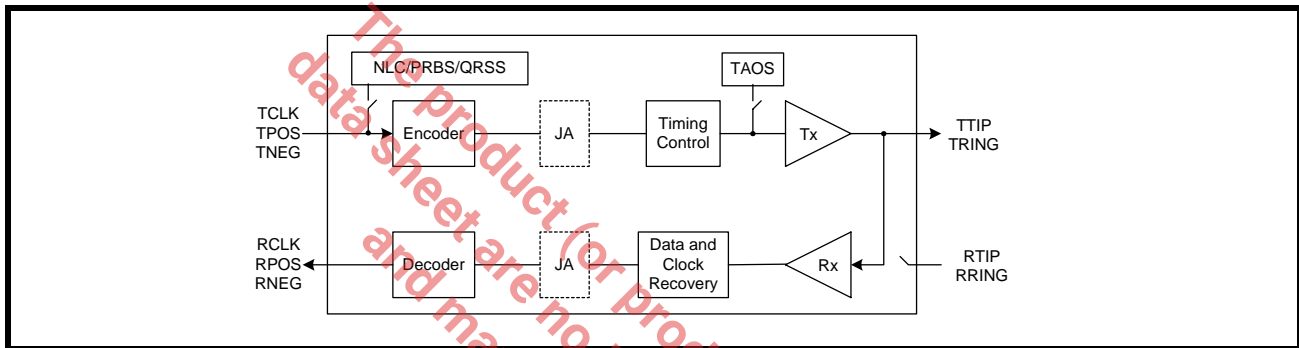 NLC/PRBS/QRSS
TAOS
TCLK
TPOS
TNEG
Encoder
JA
Timing
Control
Tx
TTIP
TRING
RCLK
RPOS
RNEG
Decoder
JA
Data and
Clock
Recovery
Rx
RTIP
RRING
The product (or prod
data sheet are no
and ma